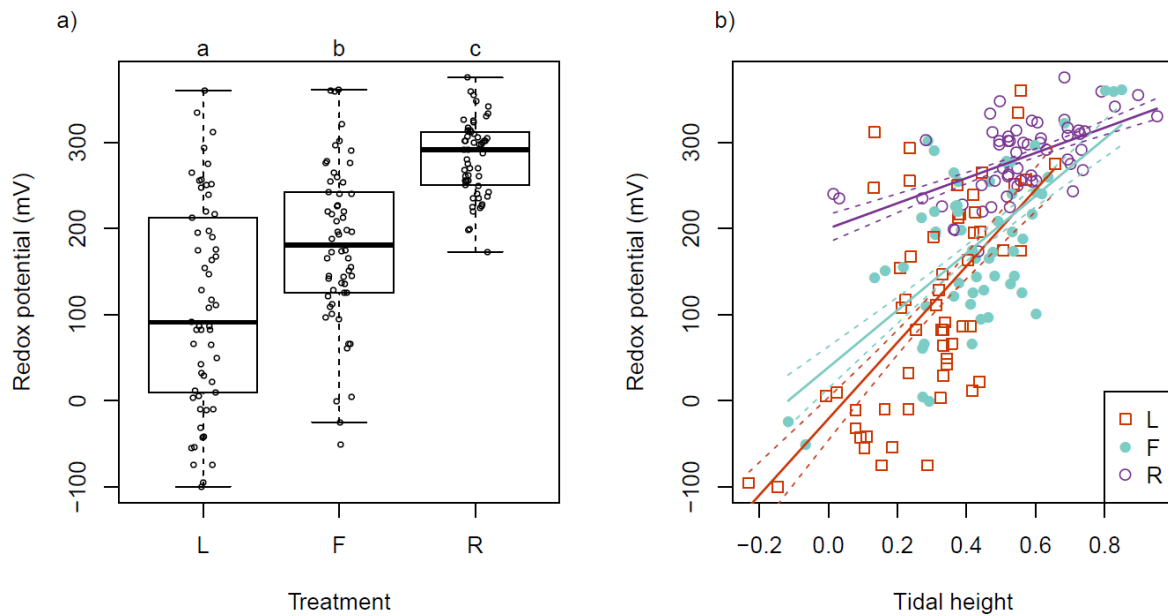 a)
a b c
Redox potential (mV)
300
200
100
0
−100
L F R
Treatment
b)
Redox potential (mV)
300
200
100
0
−100
L
F
R
−0.2 0.0 0.2 0.4 0.6 0.8
Tidal height